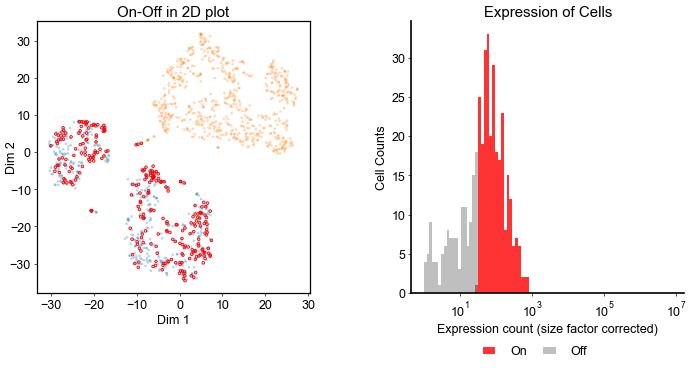 On-Off in 2D plot
30
20
10
0
−10
−20
−30
Dim 2
−30 −20 −10 0 10 20 30
Dim 1
Expression of Cells
30
25
20
15
10
5
0
Cell Counts
10^1 10^3 10^5 10^7
Expression count (size factor corrected)
On Off